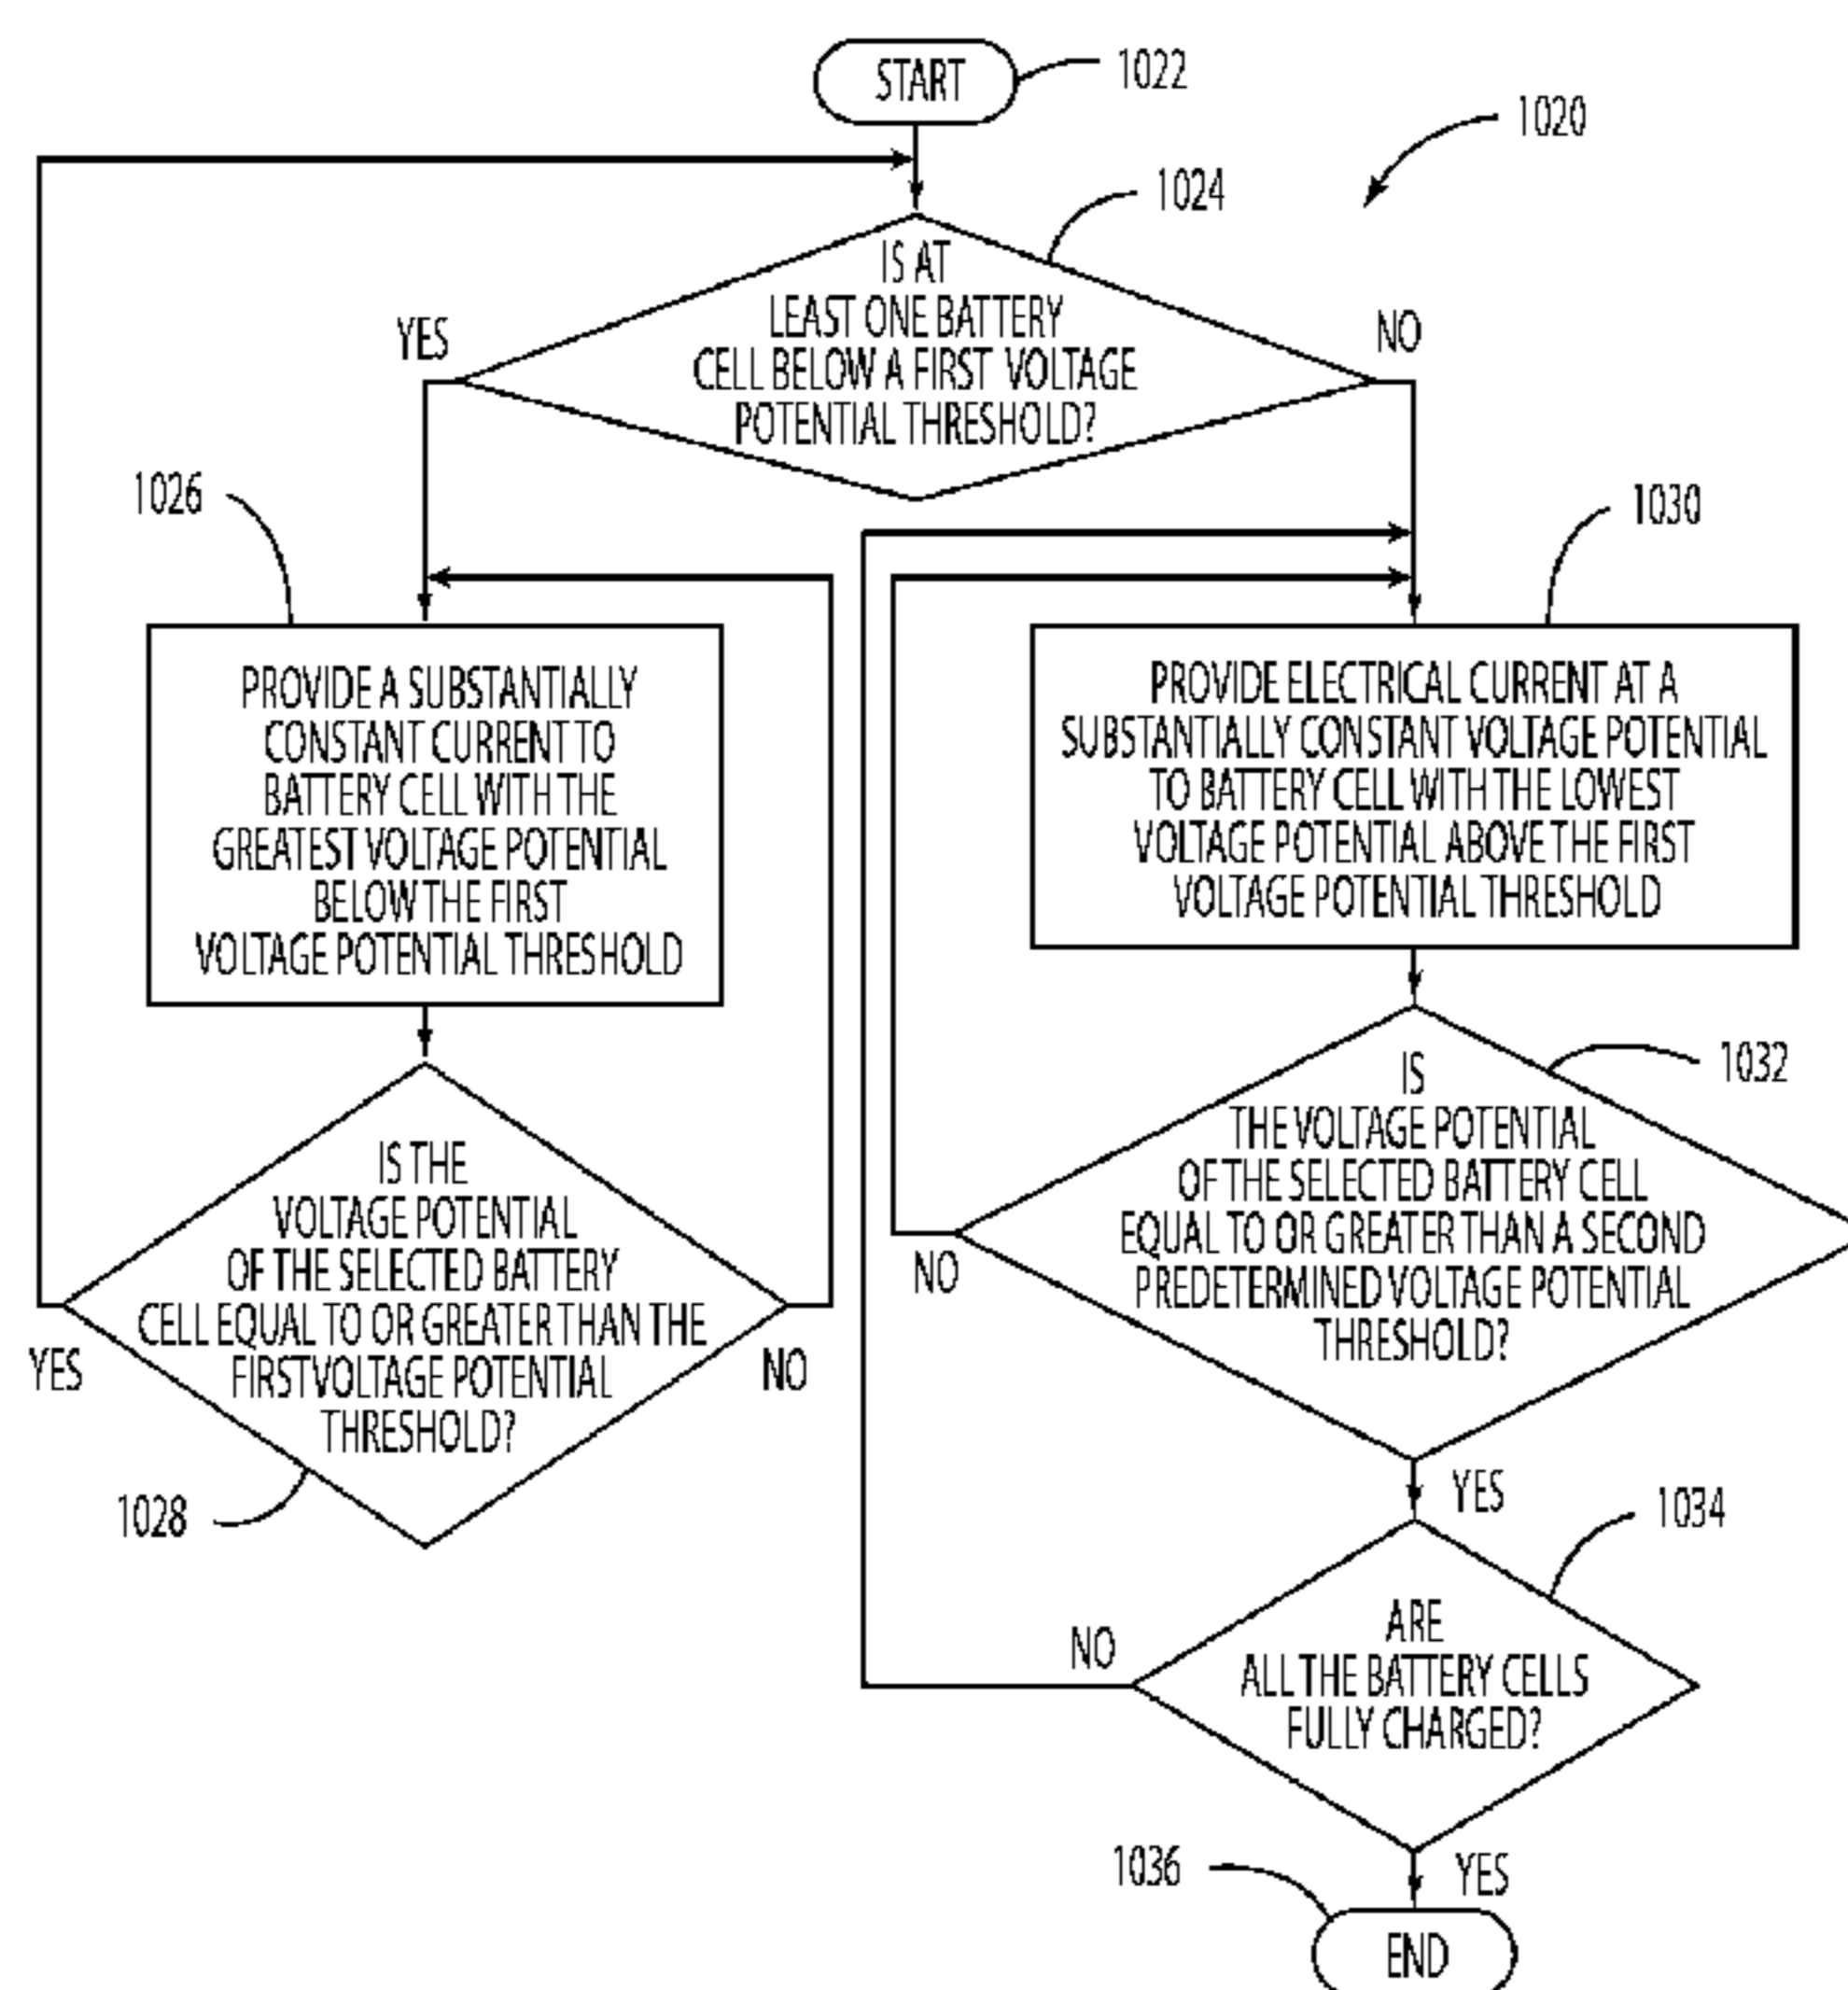 START
1022
1020
1024
IS AT
LEAST ONE BATTERY
CELL BELOW A FIRST VOLTAGE
POTENTIAL THRESHOLD?
YES
NO
1026
1030
PROVIDE A SUBSTANTIALLY
CONSTANT CURRENT TO
BATTERY CELL WITH THE
GREATEST VOLTAGE POTENTIAL
BELOW THE FIRST
VOLTAGE POTENTIAL THRESHOLD
PROVIDE ELECTRICAL CURRENT AT A
SUBSTANTIALLY CONSTANT VOLTAGE POTENTIAL
TO BATTERY CELL WITH THE LOWEST
VOLTAGE POTENTIAL ABOVE THE FIRST
VOLTAGE POTENTIAL THRESHOLD
IS THE
VOLTAGE POTENTIAL
OF THE SELECTED BATTERY
CELL EQUAL TO OR GREATER THAN THE
FIRST VOLTAGE POTENTIAL
THRESHOLD?
YES
NO
1028
1032
IS
THE VOLTAGE POTENTIAL
OF THE SELECTED BATTERY CELL
EQUAL TO OR GREATER THAN A SECOND
PREDETERMINED VOLTAGE POTENTIAL
THRESHOLD?
NO
YES
1034
ARE
ALL THE BATTERY CELLS
FULLY CHARGED?
NO
YES
1036
END